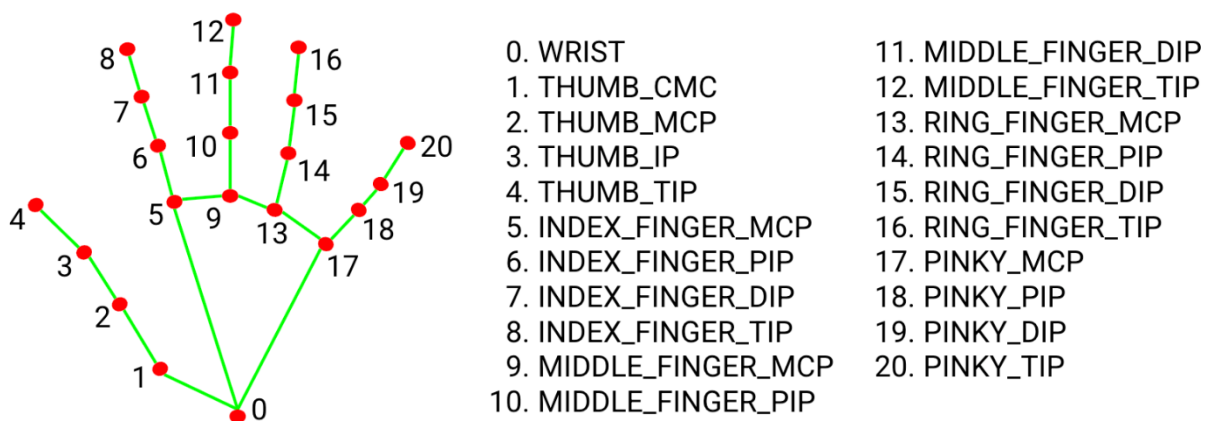 12
8
16
11
7
15
10
6
20
14
4
19
5
9
18
13
3
17
2
1
0
0. WRIST
1. THUMB_CMC
2. THUMB_MCP
3. THUMB_IP
4. THUMB_TIP
5. INDEX_FINGER_MCP
6. INDEX_FINGER_PIP
7. INDEX_FINGER_DIP
8. INDEX_FINGER_TIP
9. MIDDLE_FINGER_MCP
10. MIDDLE_FINGER_PIP
11. MIDDLE_FINGER_DIP
12. MIDDLE_FINGER_TIP
13. RING_FINGER_MCP
14. RING_FINGER_PIP
15. RING_FINGER_DIP
16. RING_FINGER_TIP
17. PINKY_MCP
18. PINKY_PIP
19. PINKY_DIP
20. PINKY_TIP